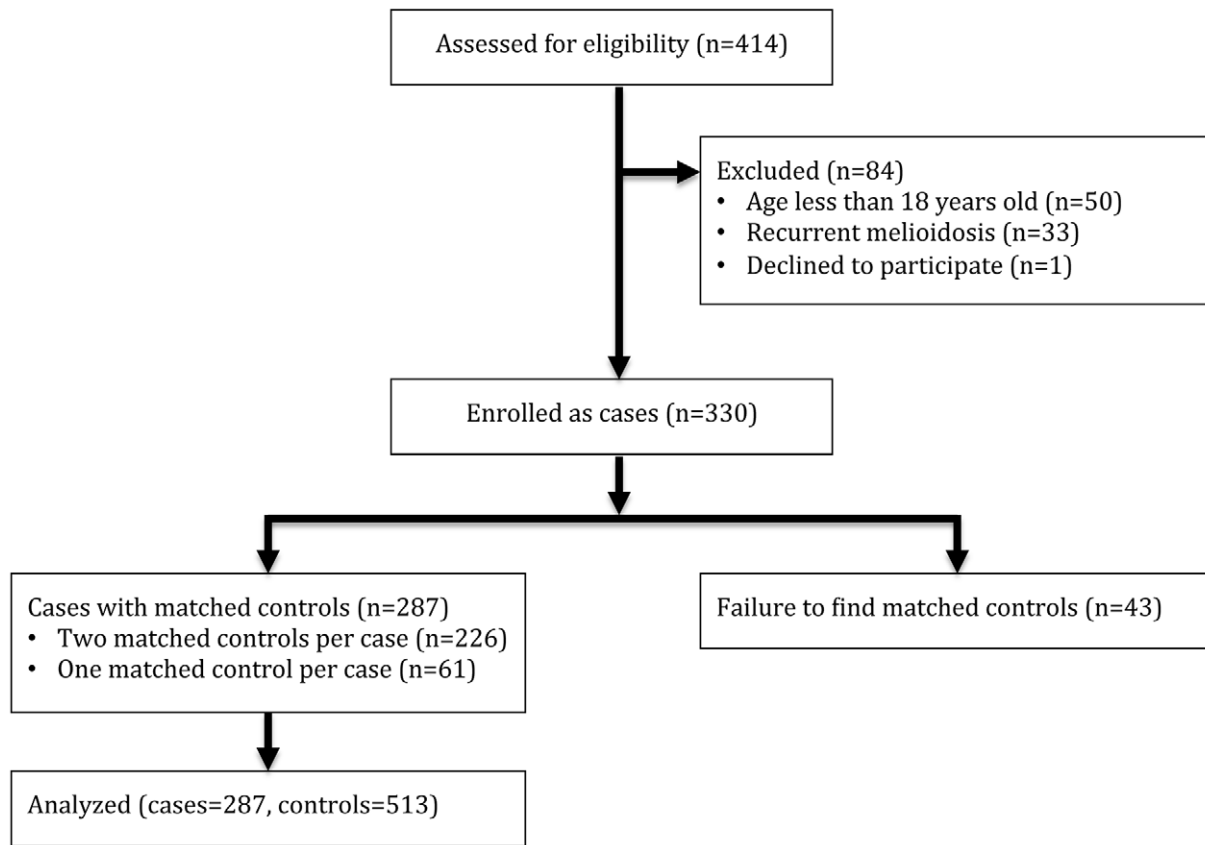 Assessed for eligibility (n=414)
Excluded (n=84)
• Age less than 18 years old (n=50)
• Recurrent melioidosis (n=33)
• Declined to participate (n=1)
Enrolled as cases (n=330)
Cases with matched controls (n=287)
• Two matched controls per case (n=226)
• One matched control per case (n=61)
Failure to find matched controls (n=43)
Analyzed (cases=287, controls=513)